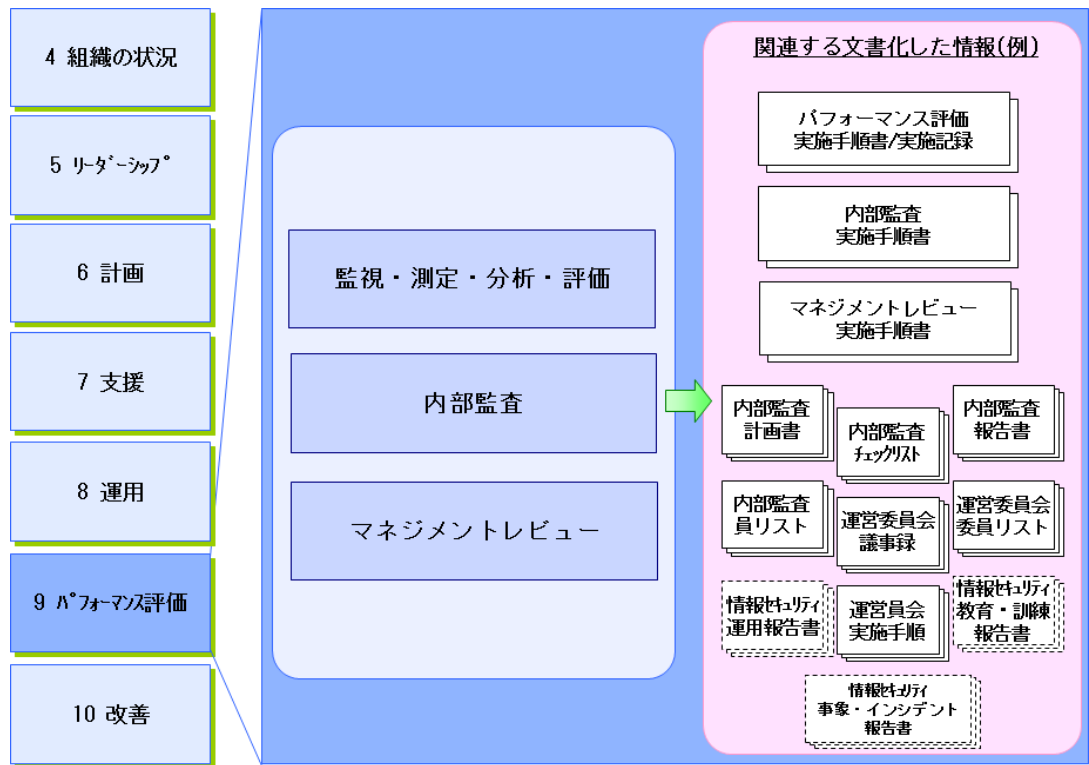 4 組織の状況
5 ﾘｰﾀﾞｰｼｯﾌﾟ
6 計画
7 支援
8 運用
9 ﾊﾟﾌｫｰﾏﾝｽ評価
10 改善
監視・測定・分析・評価
内部監査
マネジメントレビュー
関連する文書化した情報(例)
パフォーマンス評価
実施手順書/実施記録
内部監査
実施手順書
マネジメントレビュー
実施手順書
内部監査
計画書
内部監査
ﾁｪｯｸﾘｽﾄ
内部監査
報告書
内部監査
員リスト
運営委員会
議事録
運営委員会
委員リスト
情報ｾｷｭﾘﾃｨ
運用報告書
運営員会
実施手順
情報ｾｷｭﾘﾃｨ
教育・訓練
報告書
情報ｾｷｭﾘﾃｨ
事象・インシデント
報告書